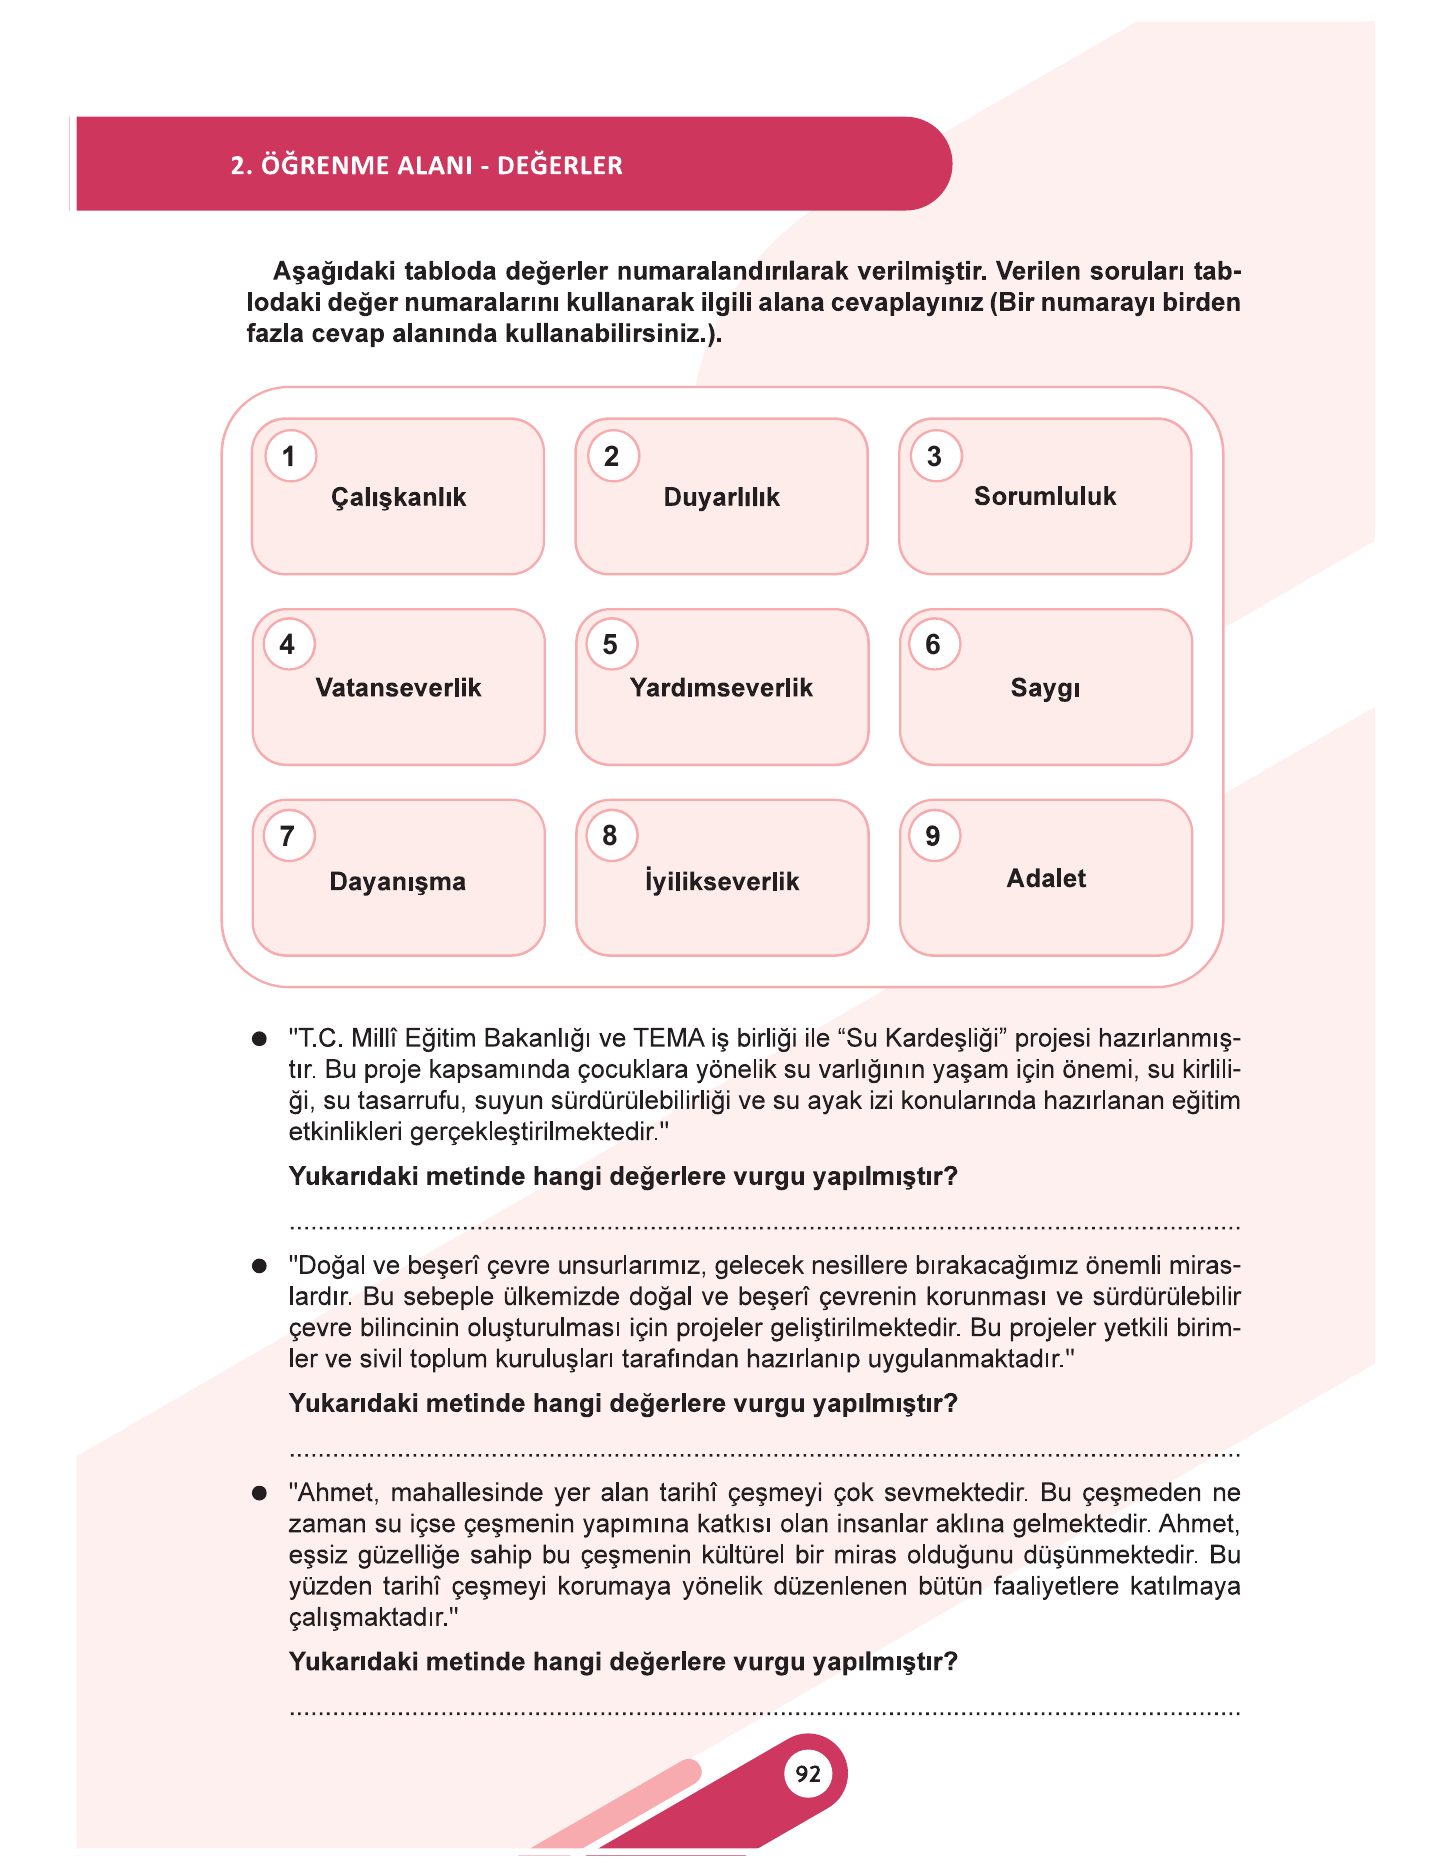 2. ÖĞRENME ALANI - DEĞERLER
Aşağıdaki tabloda değerler numaralandırılarak verilmiştir. Verilen soruları tab-
lodaki değer numaralarını kullanarak ilgili alana cevaplayınız (Bir numarayı birden
fazla cevap alanında kullanabilirsiniz.).
1
Çalışkanlık
2
Duyarlılık
3
Sorumluluk
4
Vatanseverlik
5
Yardımseverlik
6
Saygı
7
Dayanışma
8
İyilikseverlik
9
Adalet
● "T.C. Millî Eğitim Bakanlığı ve TEMA iş birliği ile “Su Kardeşliği” projesi hazırlanmış-
tır. Bu proje kapsamında çocuklara yönelik su varlığının yaşam için önemi, su kirlili-
ği, su tasarrufu, suyun sürdürülebilirliği ve su ayak izi konularında hazırlanan eğitim
etkinlikleri gerçekleştirilmektedir."
Yukarıdaki metinde hangi değerlere vurgu yapılmıştır?
● "Doğal ve beşerî çevre unsurlarımız, gelecek nesillere bırakacağımız önemli miras-
lardır. Bu sebeple ülkemizde doğal ve beşerî çevrenin korunması ve sürdürülebilir
çevre bilincinin oluşturulması için projeler geliştirilmektedir. Bu projeler yetkili birim-
ler ve sivil toplum kuruluşları tarafından hazırlanıp uygulanmaktadır."
Yukarıdaki metinde hangi değerlere vurgu yapılmıştır?
● "Ahmet, mahallesinde yer alan tarihî çeşmeyi çok sevmektedir. Bu çeşmeden ne
zaman su içse çeşmenin yapımına katkısı olan insanlar aklına gelmektedir. Ahmet,
eşsiz güzelliğe sahip bu çeşmenin kültürel bir miras olduğunu düşünmektedir. Bu
yüzden tarihî çeşmeyi korumaya yönelik düzenlenen bütün faaliyetlere katılmaya
çalışmaktadır."
Yukarıdaki metinde hangi değerlere vurgu yapılmıştır?
92